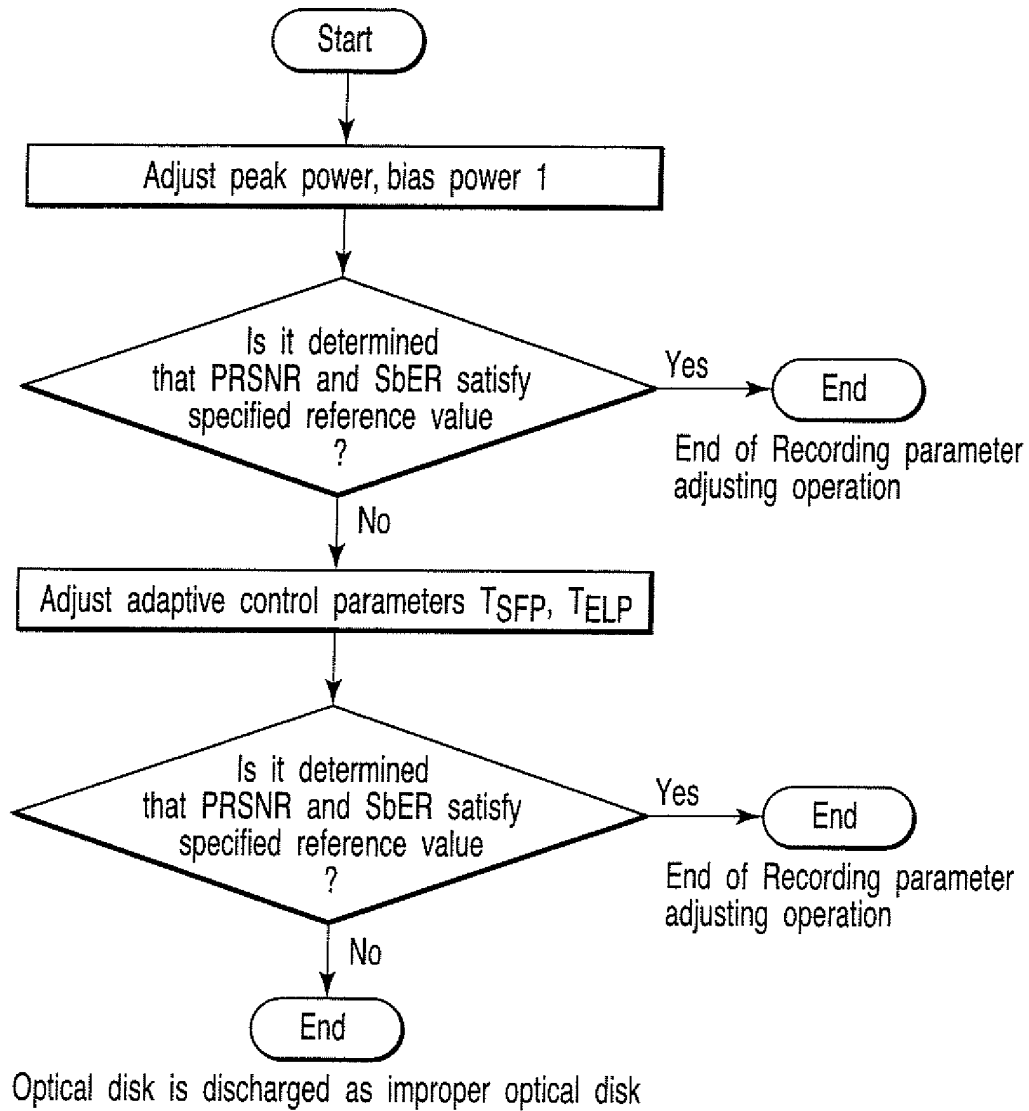 Start
Adjust peak power, bias power 1
Is it determined
that PRSNR and SbER satisfy
specified reference value
?
Yes
End
End of Recording parameter
adjusting operation
No
Adjust adaptive control parameters TSFP, TELP
Is it determined
that PRSNR and SbER satisfy
specified reference value
?
Yes
End
End of Recording parameter
adjusting operation
No
End
Optical disk is discharged as improper optical disk